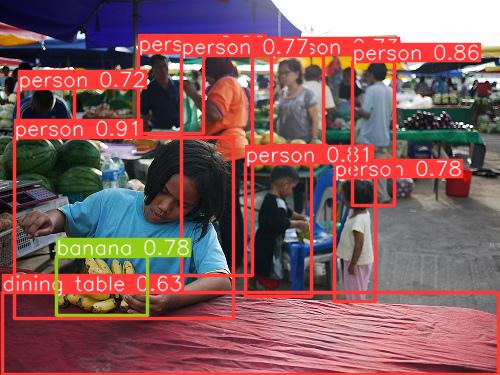 person 0.77
person 0.86
person 0.72
person 0.91
person 0.81
person 0.78
banana 0.78
dining table 0.63